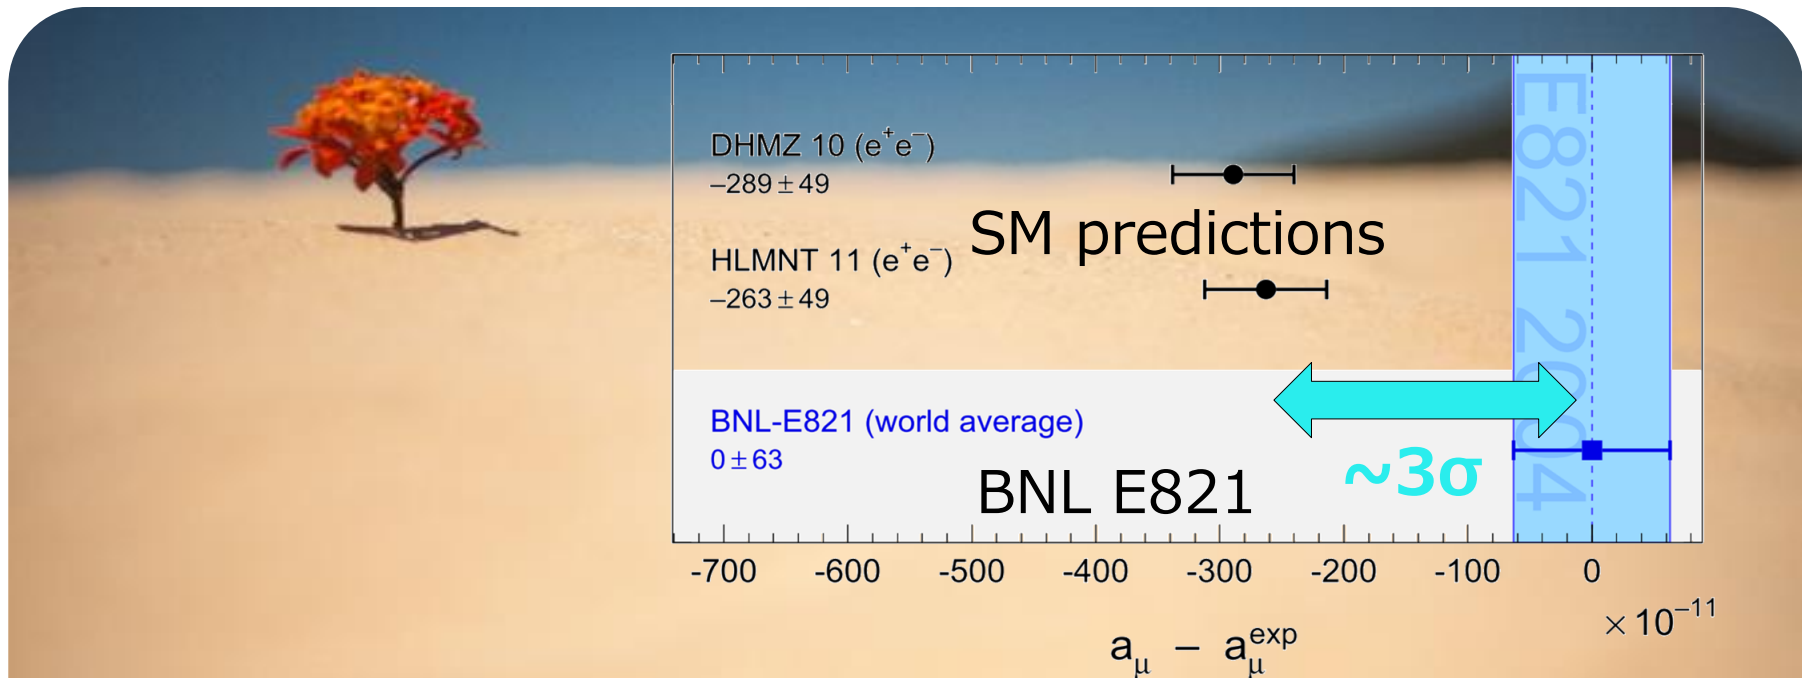 DHMZ 10 (e⁺e⁻)
−289 ± 49
SM predictions
HLMNT 11 (e⁺e⁻)
−263 ± 49
E821 2004
BNL-E821 (world average)
0 ± 63
BNL E821
~3σ
-700 -600 -500 -400 -300 -200 -100 0
× 10⁻¹¹
a_μ − a_μ^exp